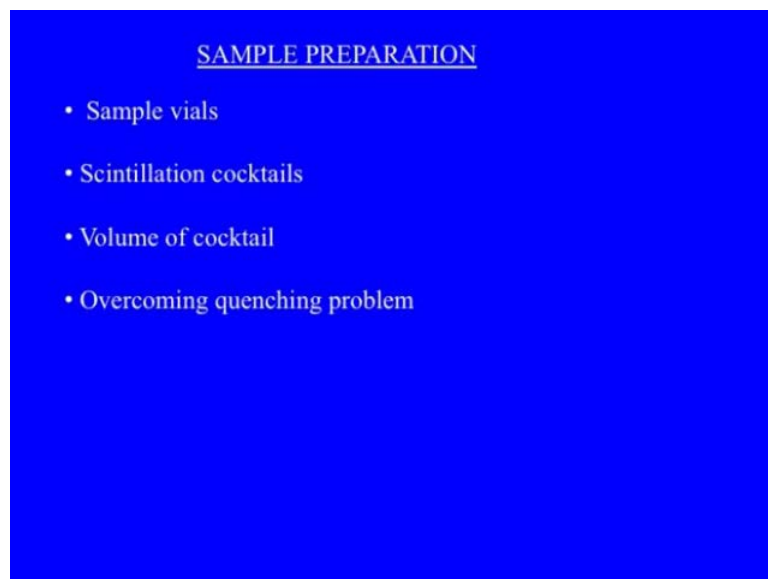 SAMPLE PREPARATION
• Sample vials
• Scintillation cocktails
• Volume of cocktail
• Overcoming quenching problem